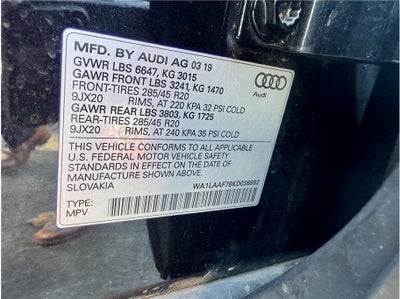 MFD. BY AUDI AG 03 19
GVWR LBS 6647, KG 3015
GAWR FRONT LBS 3241, KG 1470
FRONT-TIRES 285/45 R20
9JX20 RIMS, AT 220 KPA 32 PSI COLD
GAWR REAR LBS 3803, KG 1725
REAR-TIRES 285/45 R20
9JX20 RIMS, AT 240 KPA 35 PSI COLD
Audi
THIS VEHICLE CONFORMS TO ALL APPLICABLE
U.S. FEDERAL MOTOR VEHICLE SAFETY
STANDARDS IN EFFECT ON THE DATE OF
MANUFACTURE SHOWN ABOVE.
SLOVAKIA
TYPE:
MPV